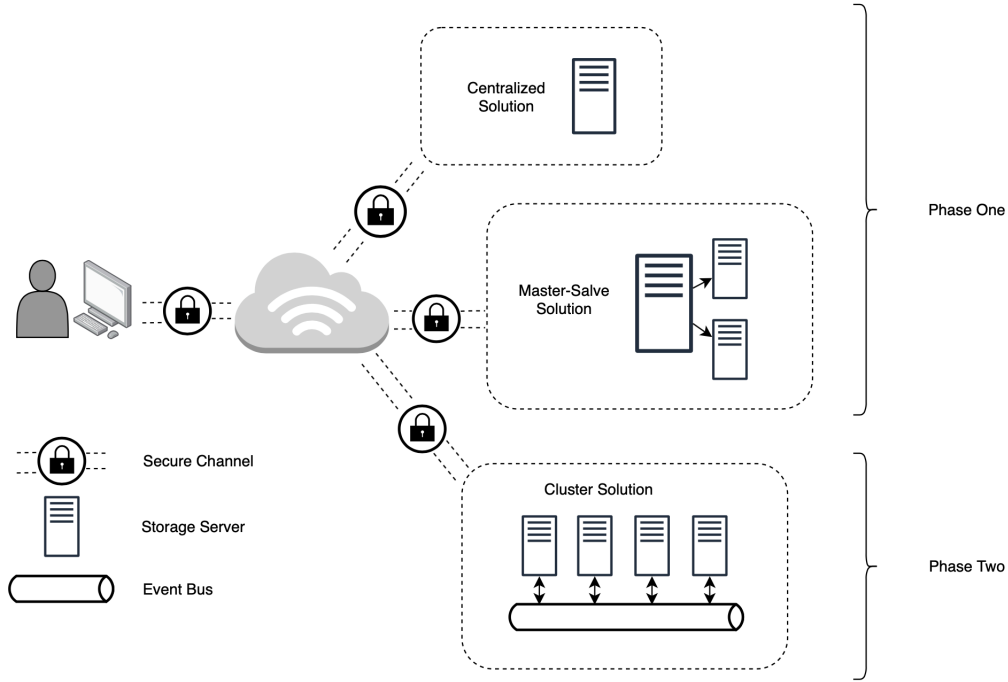 Centralized
Solution
Phase One
Master-Salve
Solution
Secure Channel
Cluster Solution
Storage Server
Phase Two
Event Bus